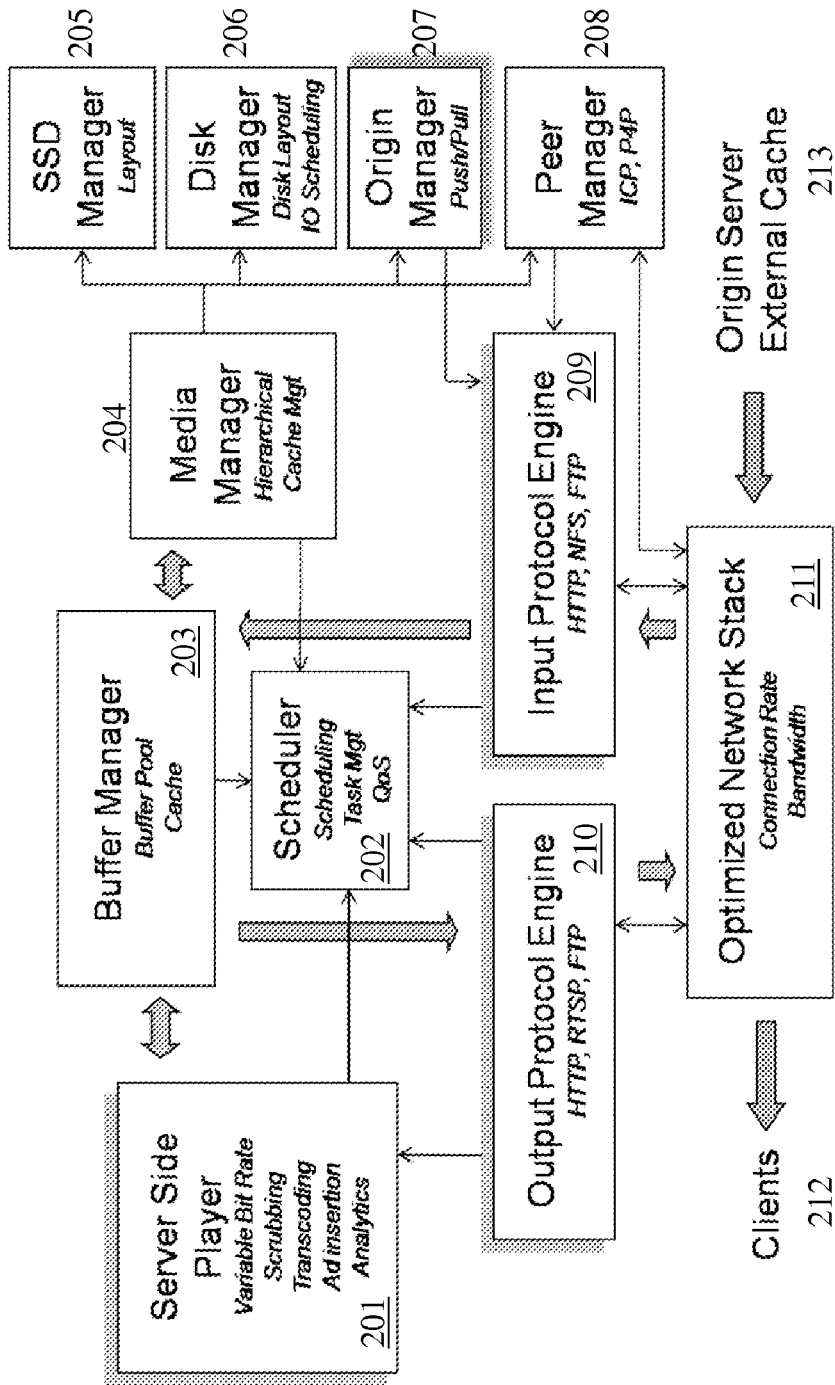 Server Side
Player
Variable Bit Rate
Scrubbing
Transcoding
Ad insertion
Analytics
201
Buffer Manager
Buffer Pool
Cache
203
204
Media
Manager
Hierarchical
Cache Mgt
SSD
Manager
Layout
205
Disk
Manager
Disk Layout
IO Scheduling
206
Origin
Manager
Push/Pull
207
Peer
Manager
ICP, P4P
208
Scheduler
Scheduling
Task Mgt
QoS
202
Output Protocol Engine
HTTP, RTSP, FTP
210
Input Protocol Engine
HTTP, NFS, FTP
209
Optimized Network Stack
Connection Rate
Bandwidth
211
Clients
212
Origin Server
External Cache
213